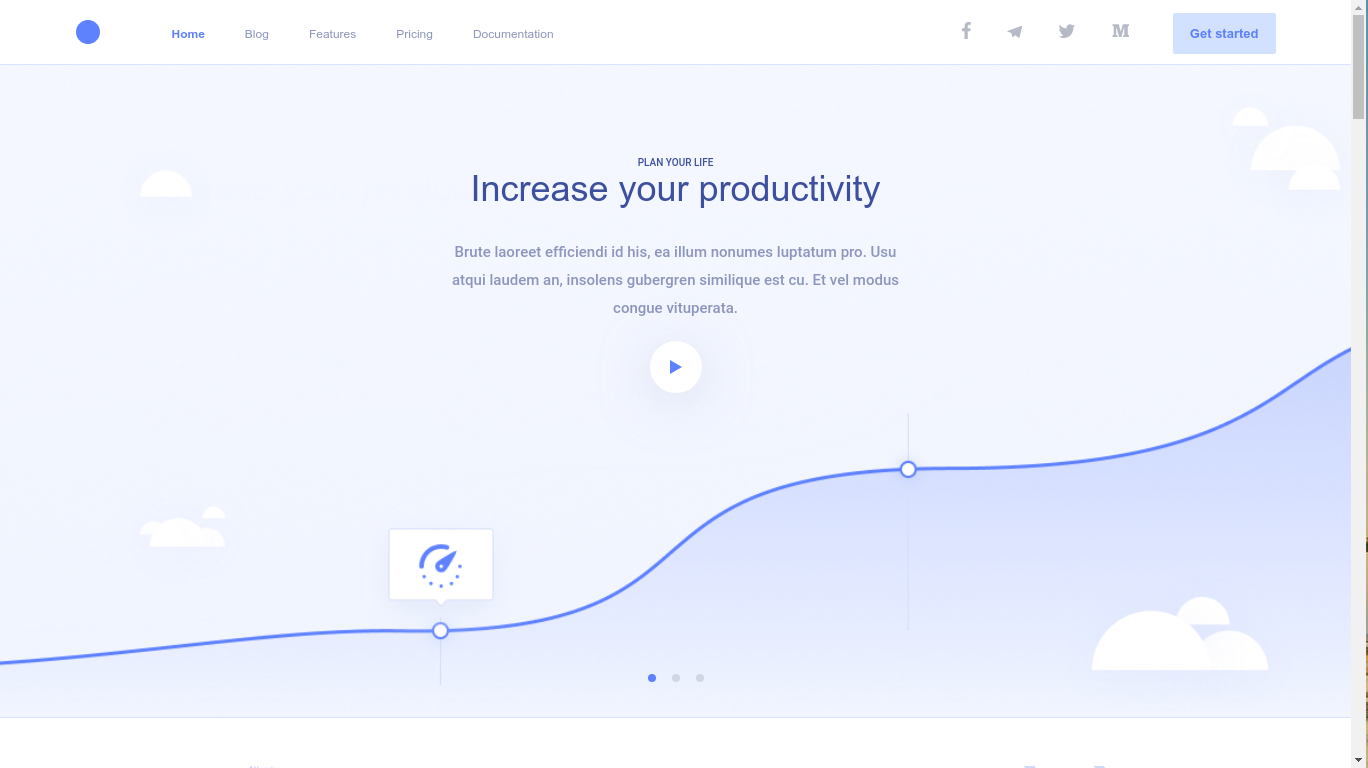 Home
Blog
Features
Pricing
Documentation
Get started
PLAN YOUR LIFE
Increase your productivity
Brute laoreet efficiendi id his, ea illum nonumes luptatum pro. Usu
atqui laudem an, insolens gubergren similique est cu. Et vel modus
congue vituperata.